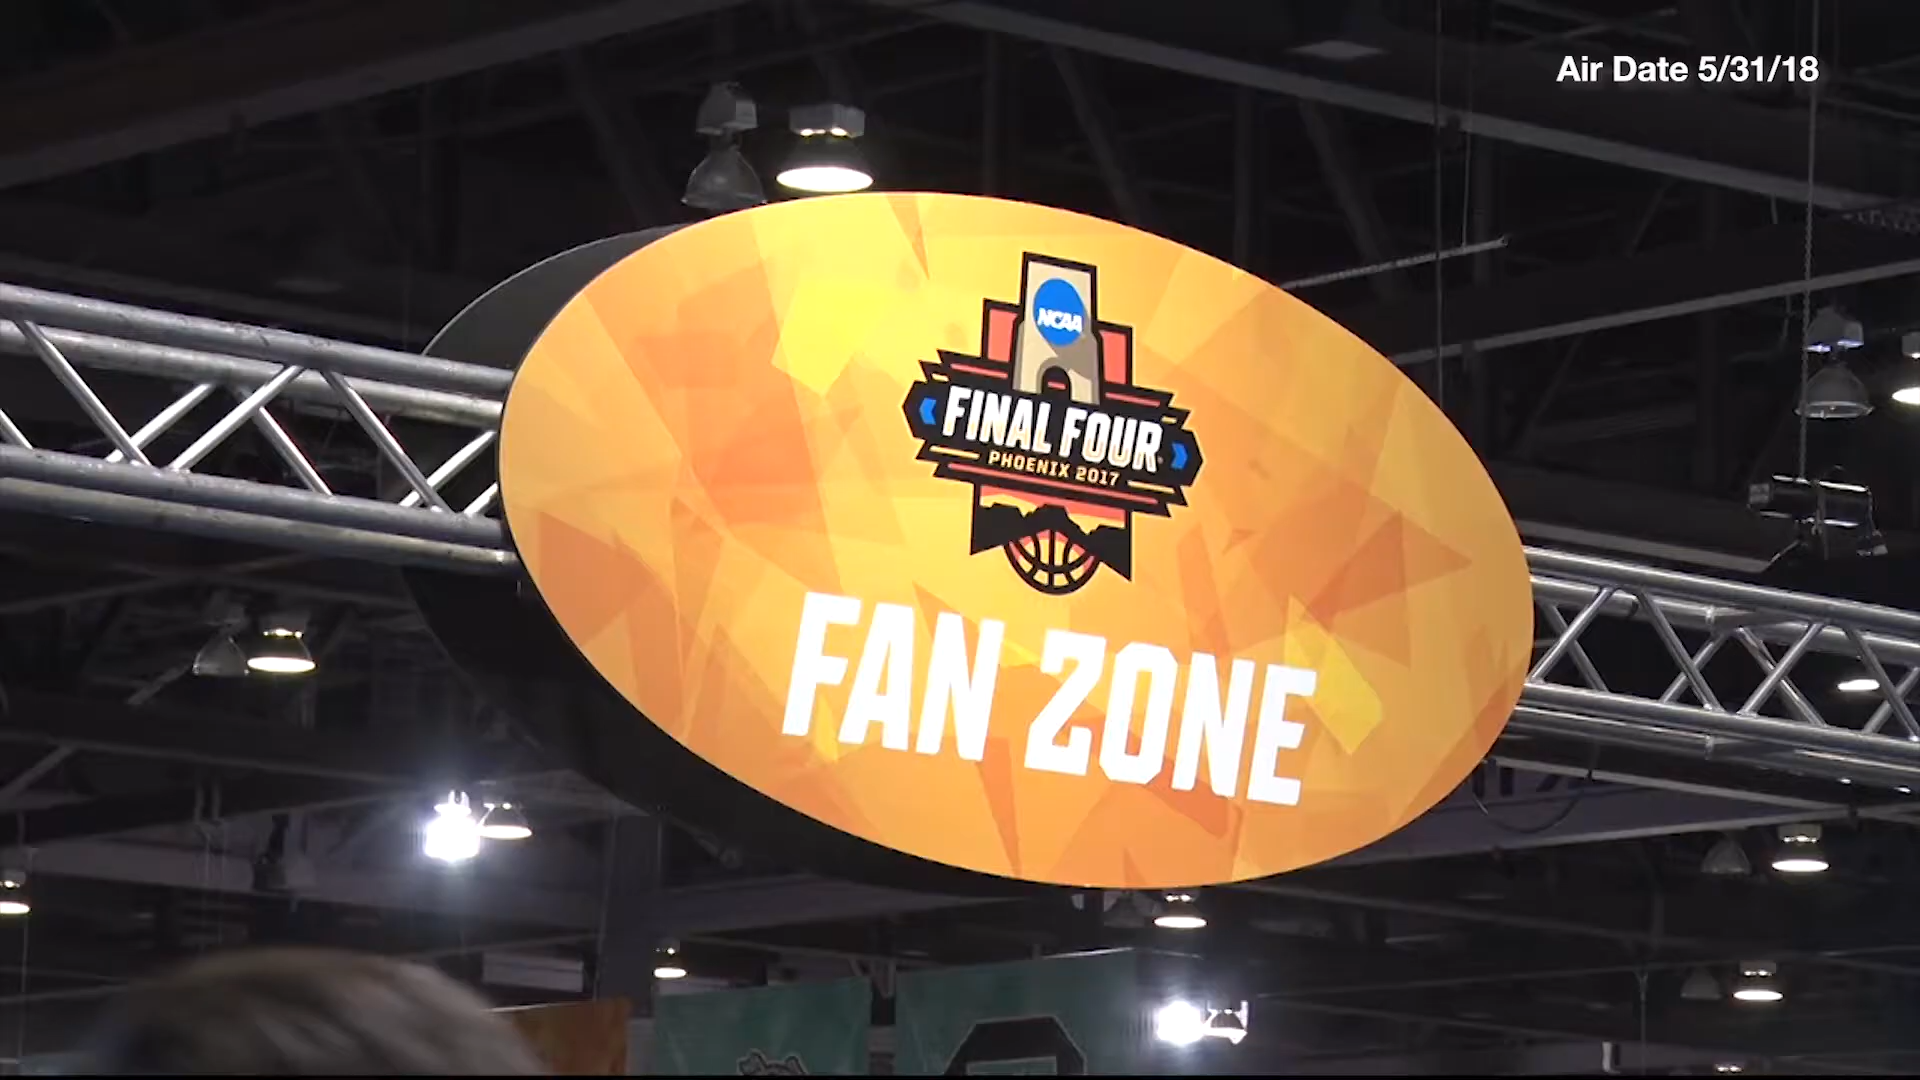 Air Date 5/31/18
NCAA
FINAL FOUR
PHOENIX 2017
FAN ZONE